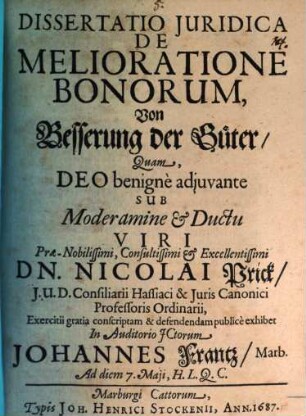 5.
DISSERTATIO JURIDICA
DE
MELIORATIONE
BONORUM,
Von
Besserung der Güter/
Quam,
DEO benignè adjuvante
SUB
Moderamine & Ductu
VIRI
Præ-Nobilissimi, Consultissimi & Excellentissimi
DN. NICOLAI Prick/
J.U.D. Consiliarii Hassiaci & Juris Canonici
Professoris Ordinarii,
Exercitii gratiâ conscriptam & defendendam publicè exhibet
In Auditorio JCtorum
JOHANNES Frantz/ Marb.
Ad diem 7. Maji, H. L. Q. C.
Marburgi Cattorum,
Typis JOH. HENRICI STOCKENII, ANN. 1687.